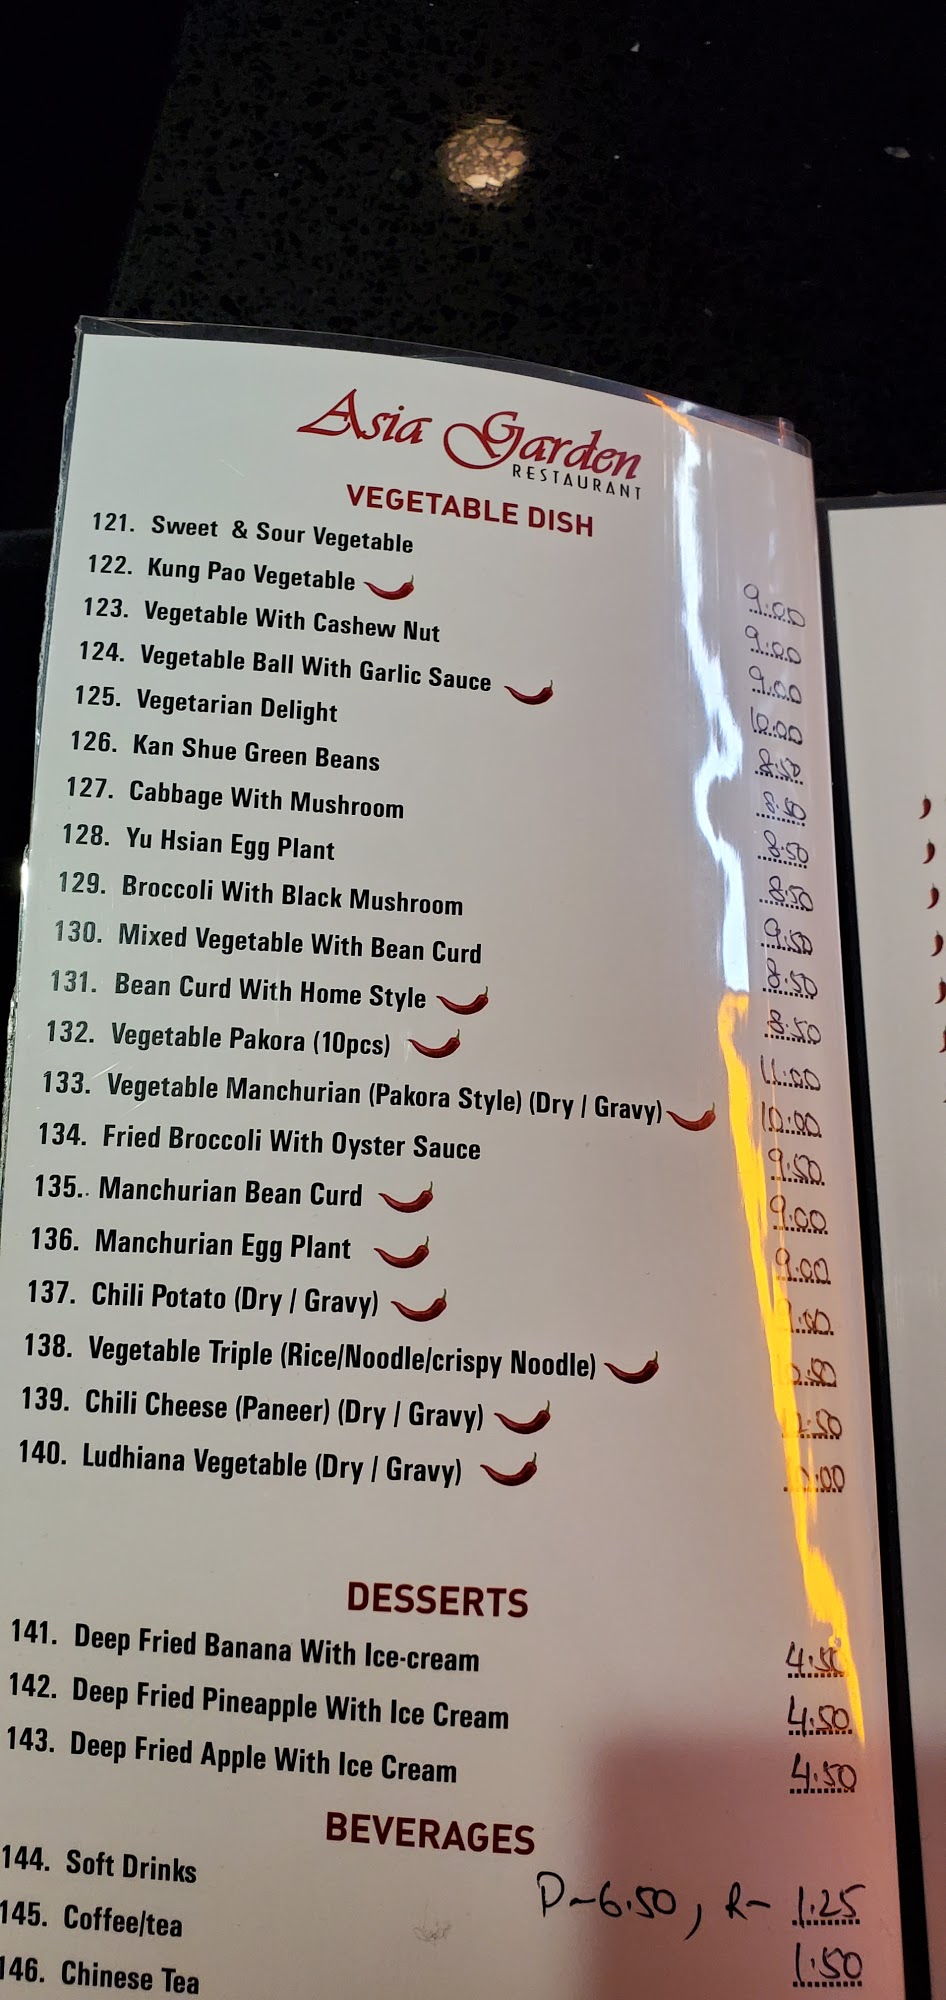 Asia Garden
RESTAURANT
VEGETABLE DISH
121. Sweet & Sour Vegetable 9.00
122. Kung Pao Vegetable 9.00
123. Vegetable With Cashew Nut 9.00
124. Vegetable Ball With Garlic Sauce 10.00
125. Vegetarian Delight 8.50
126. Kan Shue Green Beans 8.50
127. Cabbage With Mushroom 8.50
128. Yu Hsian Egg Plant 8.50
129. Broccoli With Black Mushroom 9.50
130. Mixed Vegetable With Bean Curd 8.50
131. Bean Curd With Home Style 8.50
132. Vegetable Pakora (10pcs) 11.00
133. Vegetable Manchurian (Pakora Style) (Dry / Gravy) 10.00
134. Fried Broccoli With Oyster Sauce 9.50
135.. Manchurian Bean Curd 9.00
136. Manchurian Egg Plant 9.00
137. Chili Potato (Dry / Gravy)
138. Vegetable Triple (Rice/Noodle/crispy Noodle)
139. Chili Cheese (Paneer) (Dry / Gravy)
140. Ludhiana Vegetable (Dry / Gravy)
DESSERTS
141. Deep Fried Banana With Ice-cream 4.50
142. Deep Fried Pineapple With Ice Cream 4.50
143. Deep Fried Apple With Ice Cream 4.50
BEVERAGES
144. Soft Drinks P-6.50, R- 1.25
145. Coffee/tea 1.50
146. Chinese Tea